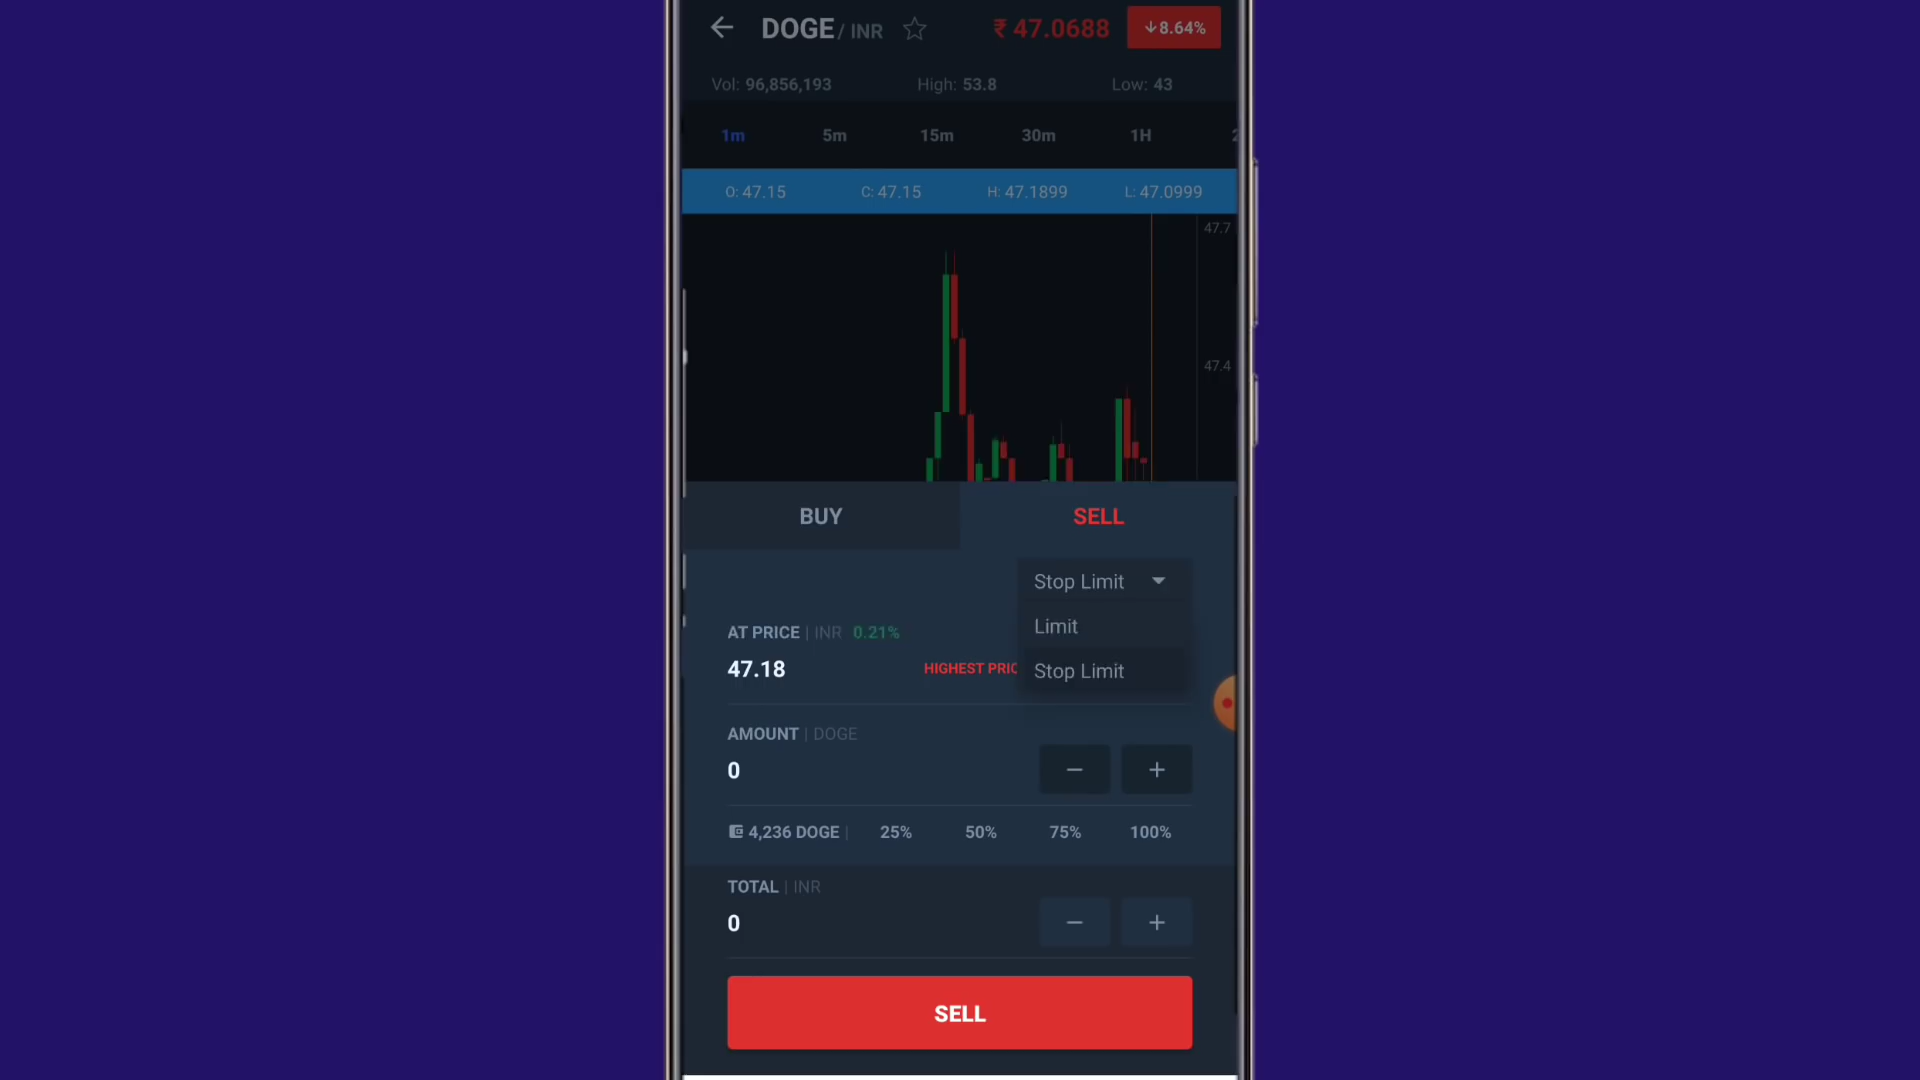 DOGE / INR ₹ 47.0688 8.64%
Vol: 96,856,193 High: 53.8 Low: 43
1m 5m 15m 30m 1H
O: 47.15 C: 47.15 H: 47.1899 L: 47.0999
47.7
47.4
BUY SELL
Stop Limit
Limit
AT PRICE | INR 0.21%
47.18 HIGHEST Stop Limit
AMOUNT | DOGE
0 − +
4,236 DOGE | 25% 50% 75% 100%
TOTAL | INR
0 − +
SELL